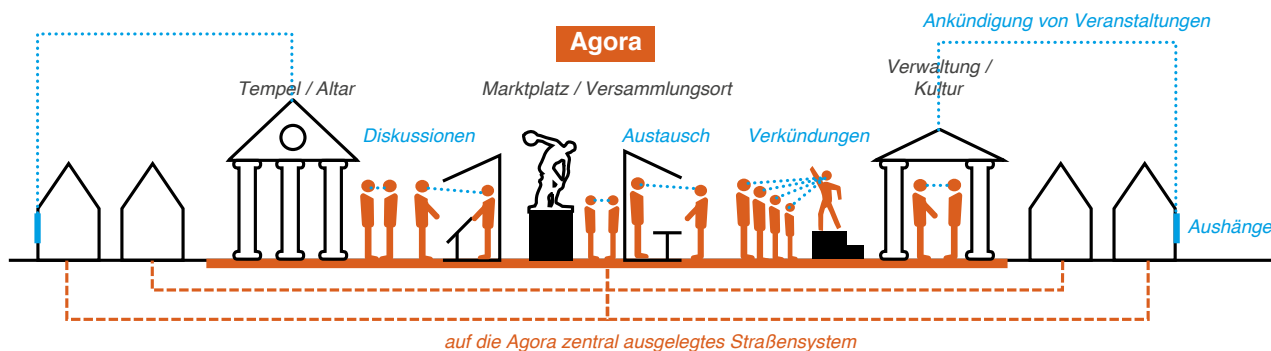 Ankündigung von Veranstaltungen
Agora
Tempel / Altar
Marktplatz / Versammlungsort
Verwaltung /
Kultur
Diskussionen
Austausch
Verkündungen
Aushänge
auf die Agora zentral ausgelegtes Straßensystem